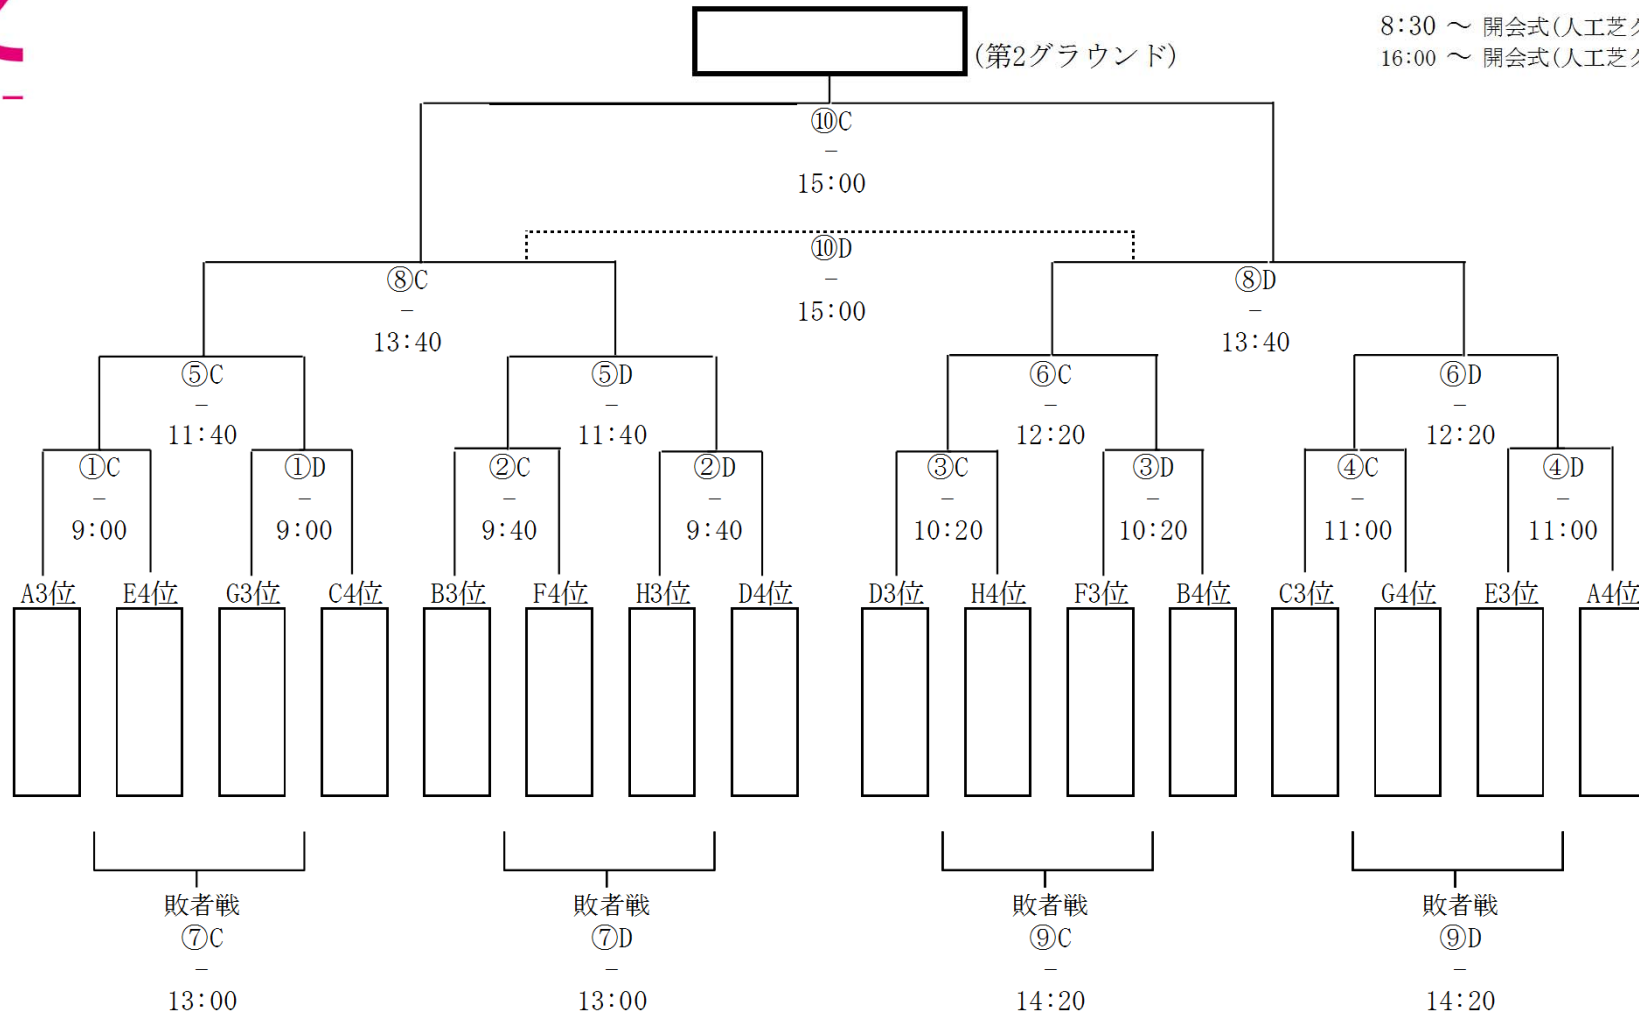 8:30 ～ 開会式(人工芝
16:00 ～ 開会式(人工芝
(第2グラウンド)
⑩C
－
15:00
⑩D
－
15:00
⑧C
－
13:40
⑧D
－
13:40
⑤C
－
11:40
⑤D
－
11:40
⑥C
－
12:20
⑥D
－
12:20
①C
－
9:00
①D
－
9:00
②C
－
9:40
②D
－
9:40
③C
－
10:20
③D
－
10:20
④C
－
11:00
④D
－
11:00
A3位 E4位 G3位 C4位 B3位 F4位 H3位 D4位 D3位 H4位 F3位 B4位 C3位 G4位 E3位 A4位
敗者戦
⑦C
－
13:00
敗者戦
⑦D
－
13:00
敗者戦
⑨C
－
14:20
敗者戦
⑨D
－
14:20